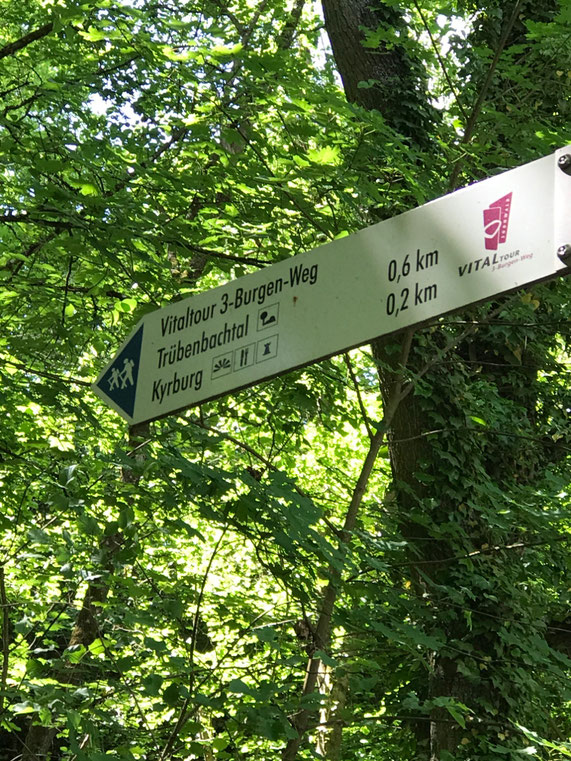 Vitaltour 3-Burgen-Weg
Trübenbachtal 0,6 km
Kyrburg 0,2 km
VITALTOUR
3-Burgen-Weg